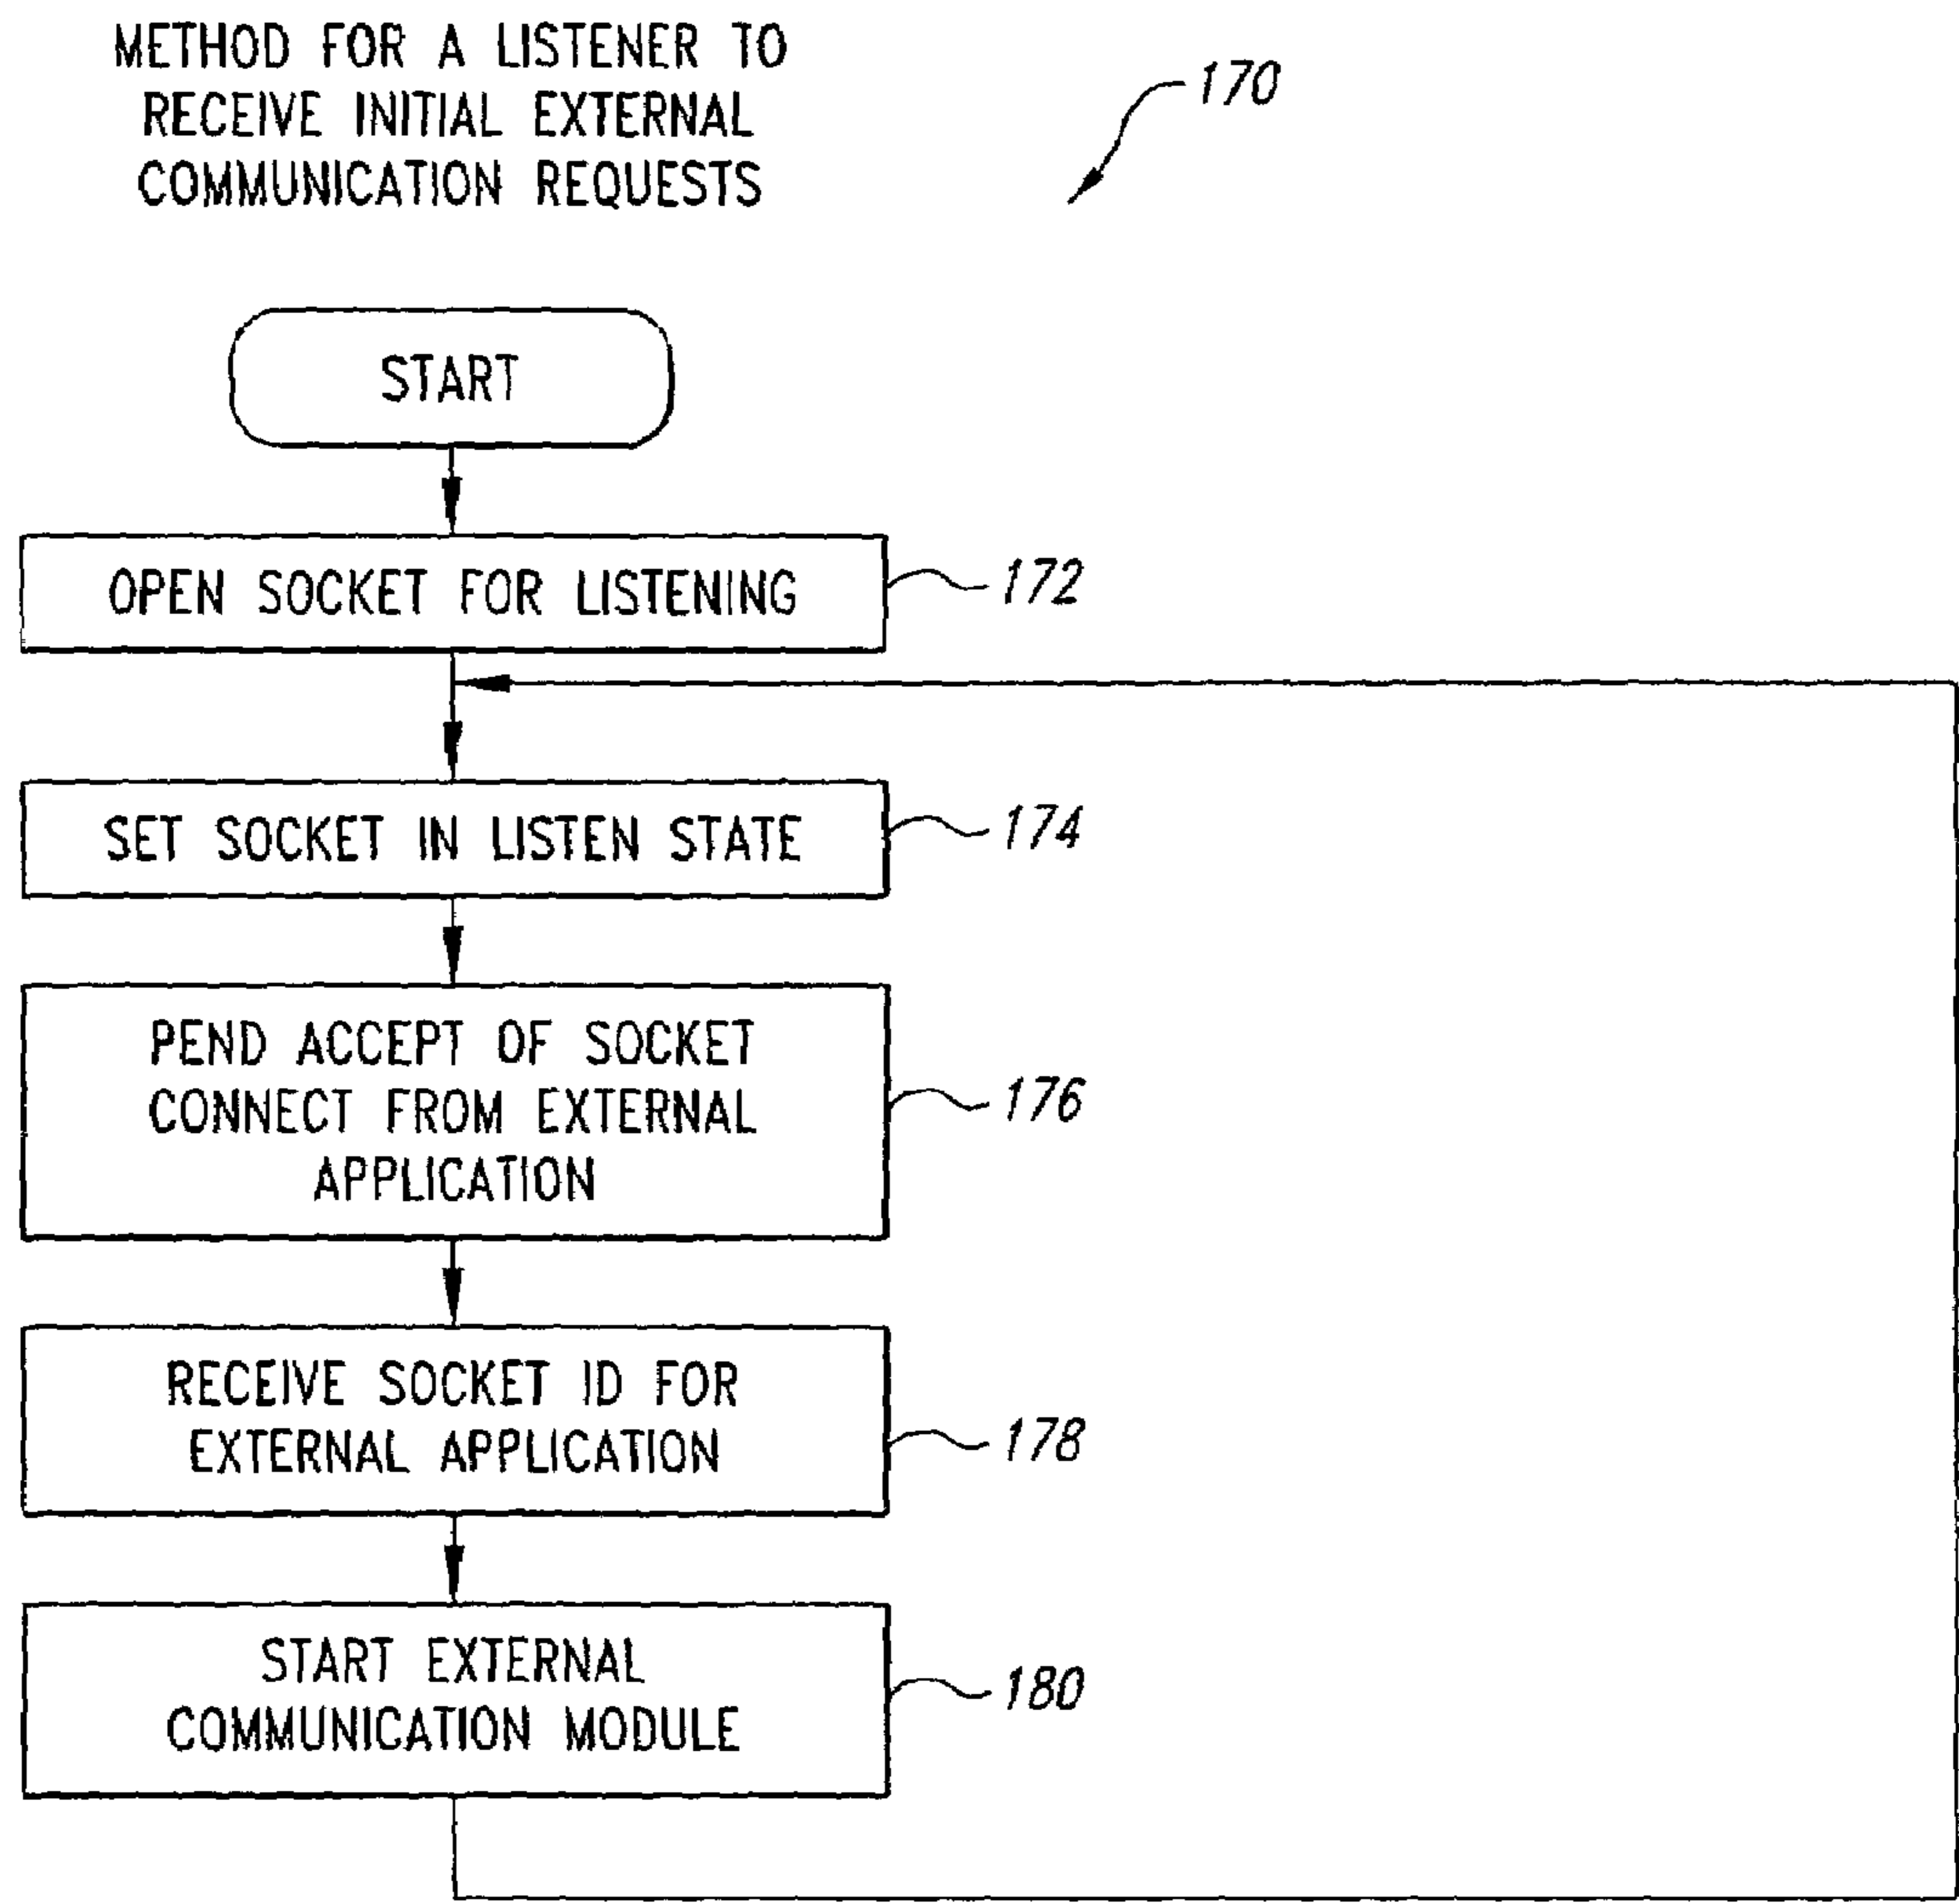 METHOD FOR A LISTENER TO
RECEIVE INITIAL EXTERNAL
COMMUNICATION REQUESTS
170
START
OPEN SOCKET FOR LISTENING
172
SET SOCKET IN LISTEN STATE
174
PEND ACCEPT OF SOCKET
CONNECT FROM EXTERNAL
APPLICATION
176
RECEIVE SOCKET ID FOR
EXTERNAL APPLICATION
178
START EXTERNAL
COMMUNICATION MODULE
180